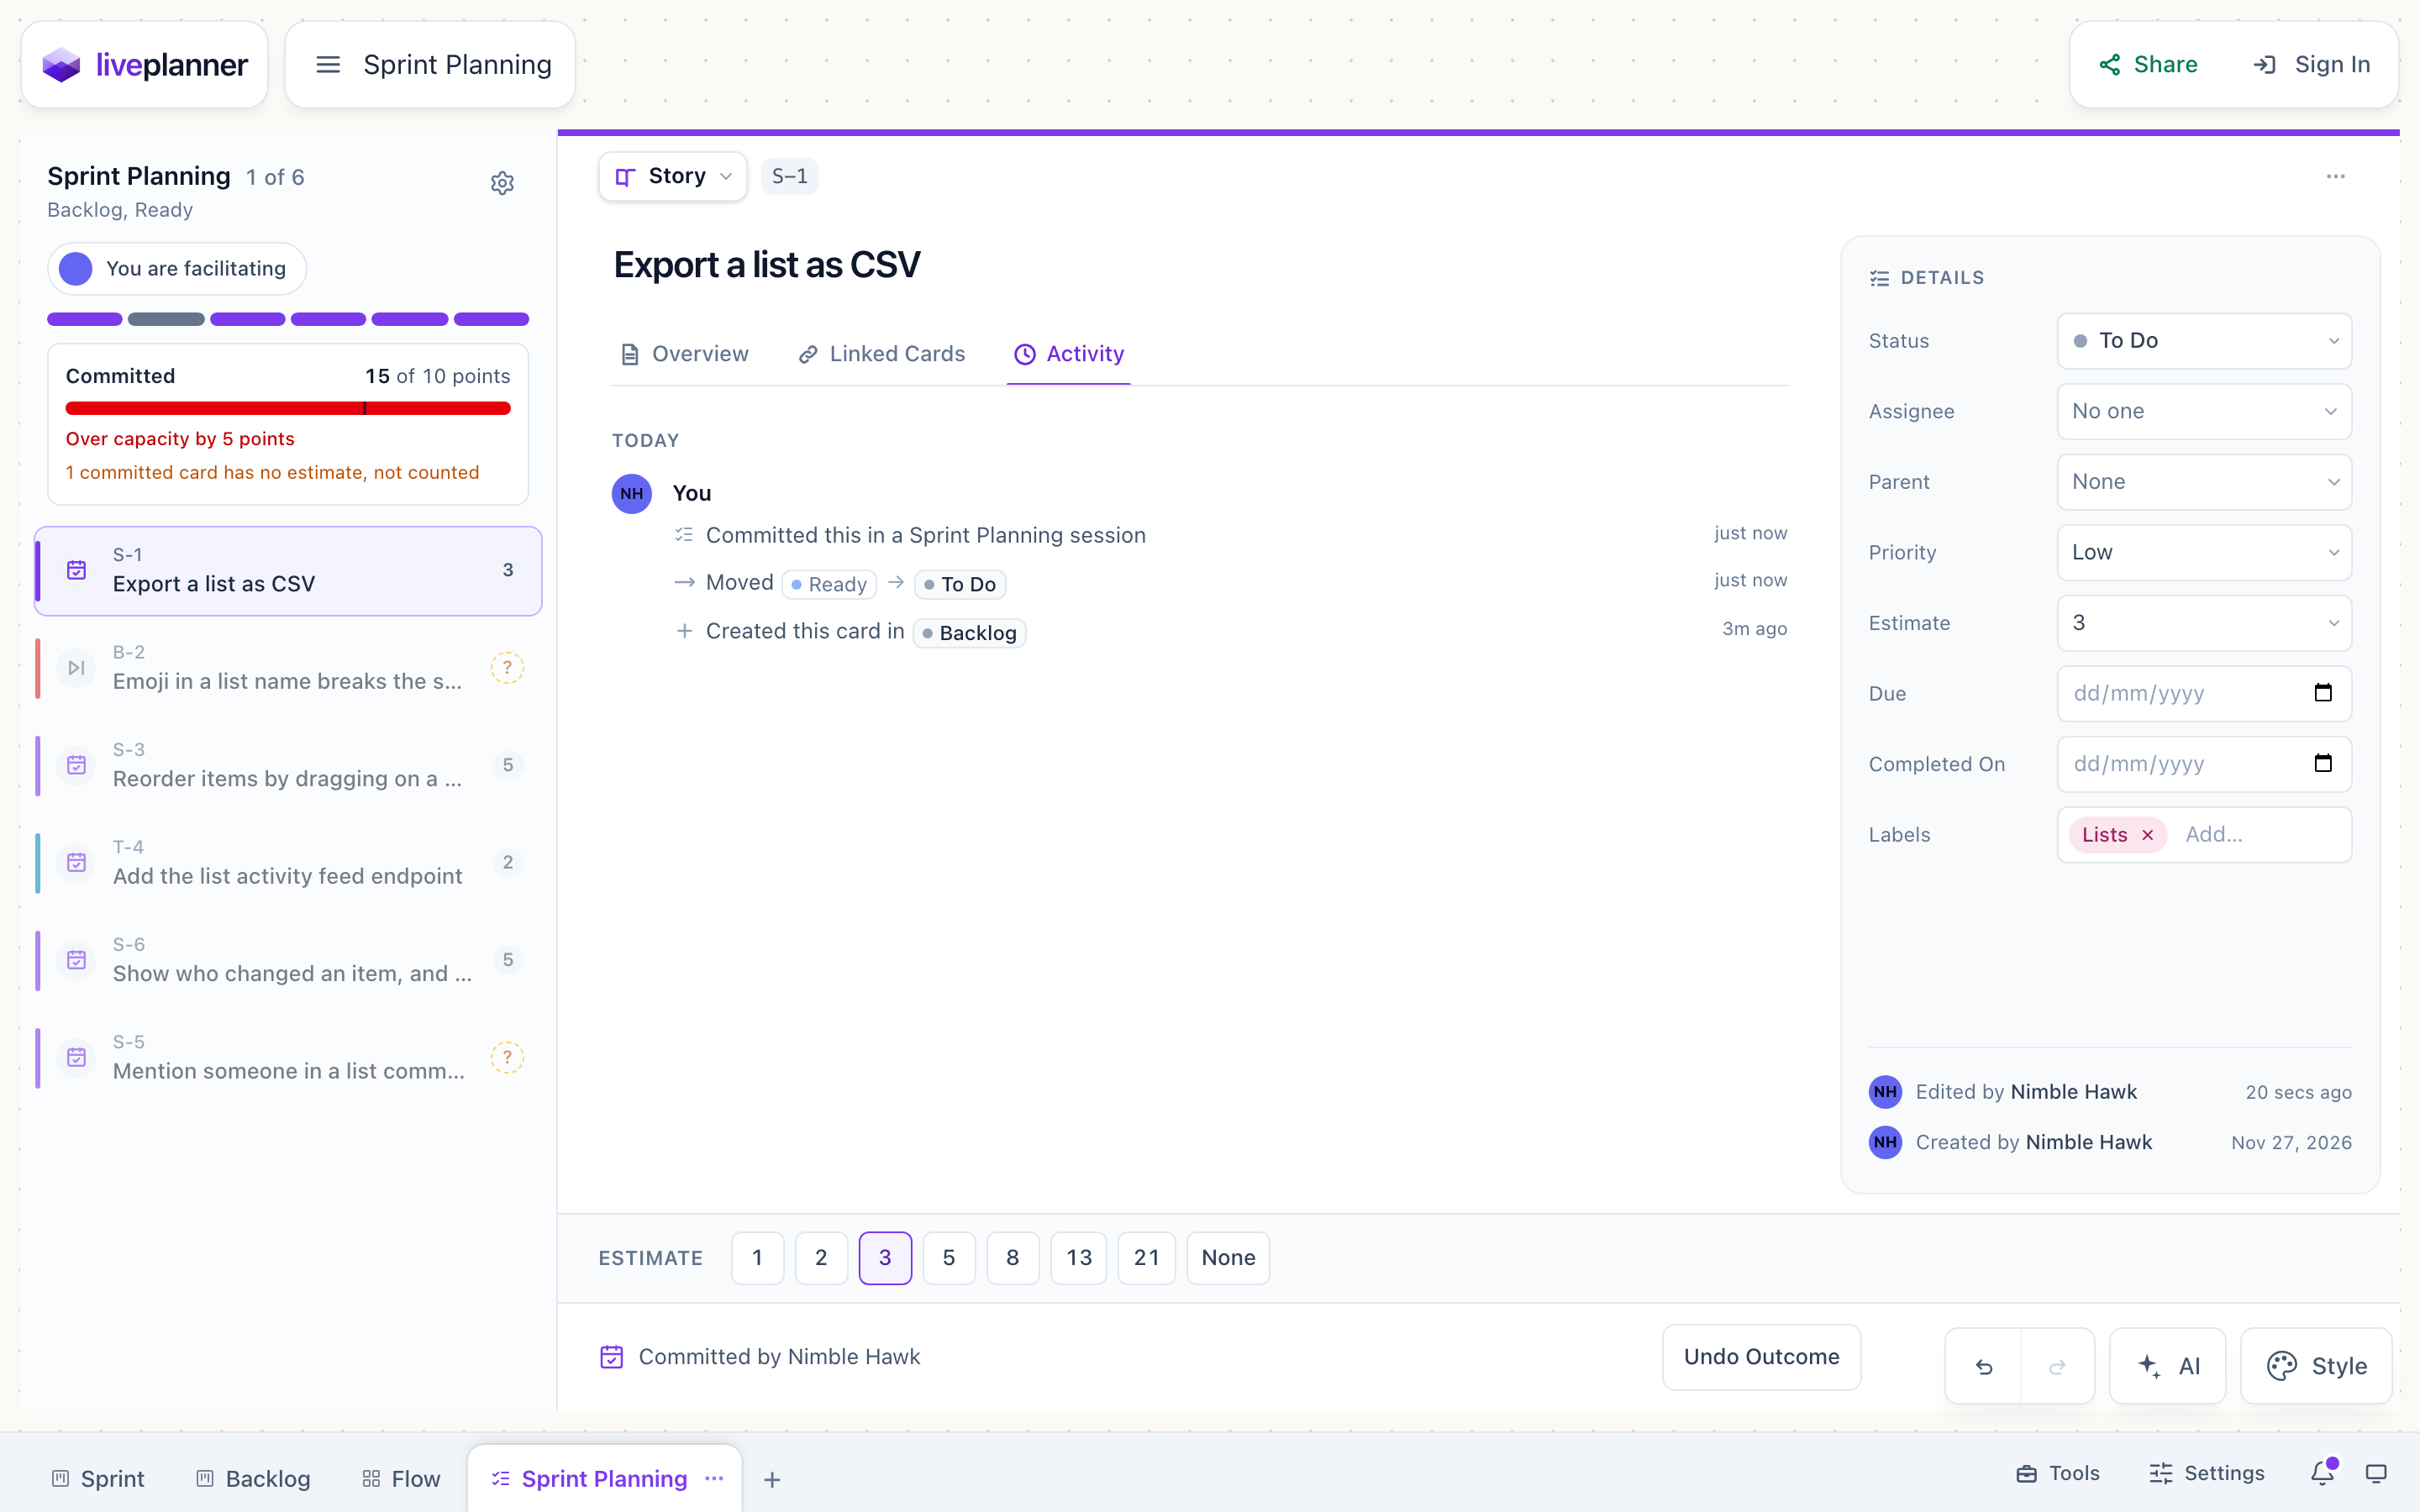 liveplanner
Sprint Planning
Share
Sign In
Sprint Planning 1 of 6
Backlog, Ready
You are facilitating
Committed 15 of 10 points
Over capacity by 5 points
1 committed card has no estimate, not counted
S-1
Export a list as CSV
3
B-2
Emoji in a list name breaks the s...
?
S-3
Reorder items by dragging on a ...
5
T-4
Add the list activity feed endpoint
2
S-6
Show who changed an item, and ...
5
S-5
Mention someone in a list comm...
?
Story
S-1
Export a list as CSV
Overview
Linked Cards
Activity
TODAY
NH You
Committed this in a Sprint Planning session just now
Moved Ready → To Do just now
Created this card in Backlog 3m ago
DETAILS
Status To Do
Assignee No one
Parent None
Priority Low
Estimate 3
Due dd/mm/yyyy
Completed On dd/mm/yyyy
Labels Lists × Add...
NH Edited by Nimble Hawk 20 secs ago
NH Created by Nimble Hawk Nov 27, 2026
ESTIMATE 1 2 3 5 8 13 21 None
Committed by Nimble Hawk
Undo Outcome
AI
Style
Sprint
Backlog
Flow
Sprint Planning
Tools
Settings